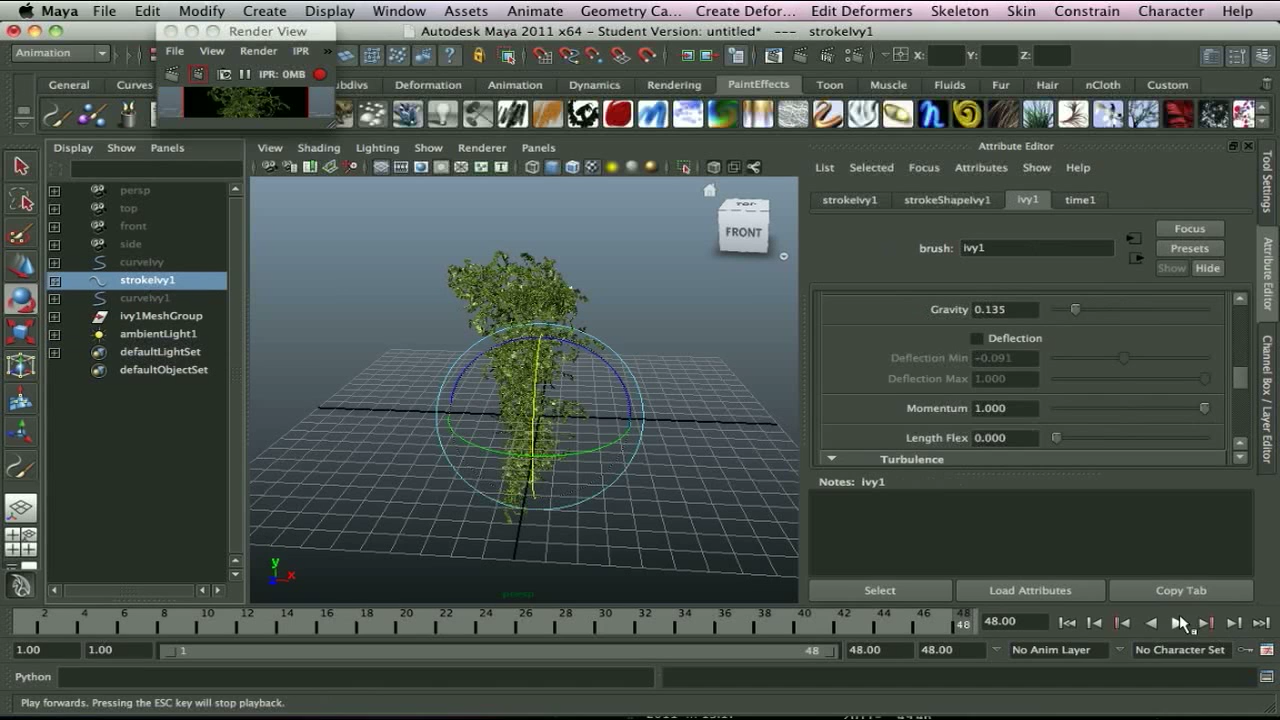 Maya File Edit Modify Create Display Window Assets Animate Geometry Ca... Create Defor... Edit Deformers Skeleton Skin Constrain Character Help
Render View
Autodesk Maya 2011 x64 - Student Version: untitled* --- strokeIvy1
File View Render IPR »
Animation
X: Y: Z:
IPR: 0MB
General Curves ubdivs Deformation Animation Dynamics Rendering PaintEffects Toon Muscle Fluids Fur Hair nCloth Custom
Display Show Panels
View Shading Lighting Show Renderer Panels
Attribute Editor
List Selected Focus Attributes Show Help
persp
top
front
side
curveIvy
strokeIvy1
curveIvy1
ivy1MeshGroup
ambientLight1
defaultLightSet
defaultObjectSet
TOP
FRONT
y
x
persp
strokeIvy1 strokeShapeIvy1 ivy1 time1
Focus
brush: ivy1
Presets
Show Hide
Gravity 0.135
Deflection
Deflection Min -0.091
Deflection Max 1.000
Momentum 1.000
Length Flex 0.000
Turbulence
Notes: ivy1
Select Load Attributes Copy Tab
Tool Settings
Attribute Editor
Channel Box / Layer Editor
2 4 6 8 10 12 14 16 18 20 22 24 26 28 30 32 34 36 38 40 42 44 46 48
48
48.00
1.00 1.00 1 48 48.00 48.00 No Anim Layer No Character Set
Python
Play forwards. Pressing the ESC key will stop playback.